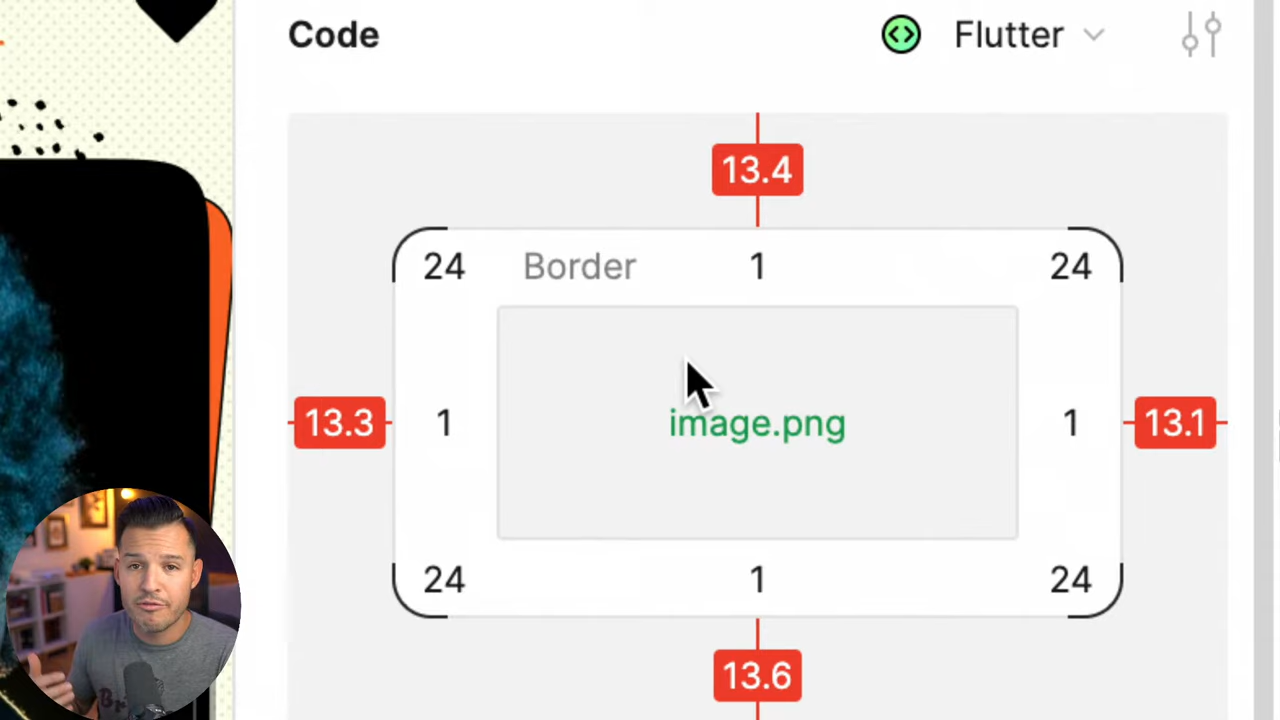 Code
Flutter
13.4
24 Border 1 24
13.3 1 image.png 1 13.1
24 1 24
13.6